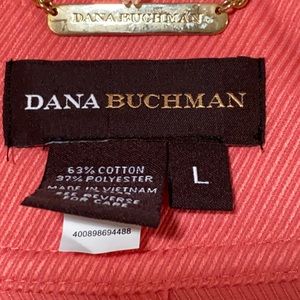 DANA BUCHMAN
DANA BUCHMAN
63% COTTON
37% POLYESTER
MADE IN VIETNAM
SEE REVERSE
FOR CARE
L
400898694488